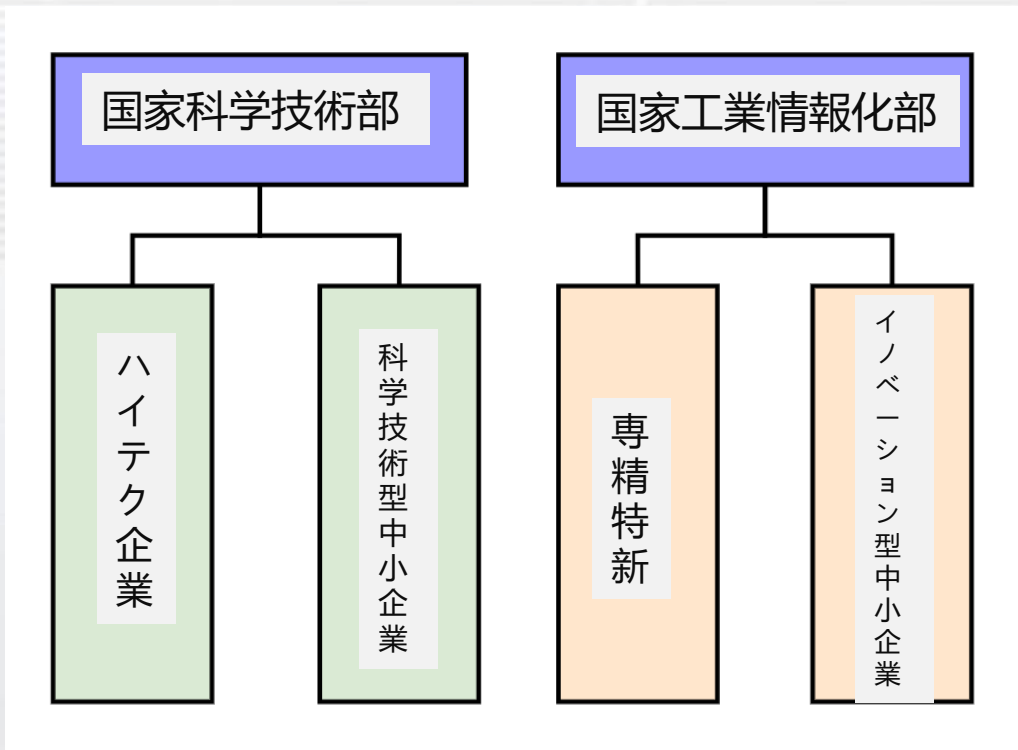 国家科学技術部
国家工業情報化部
ハイテク企業
科学技術型中小企業
専精特新
イノベーション型中小企業